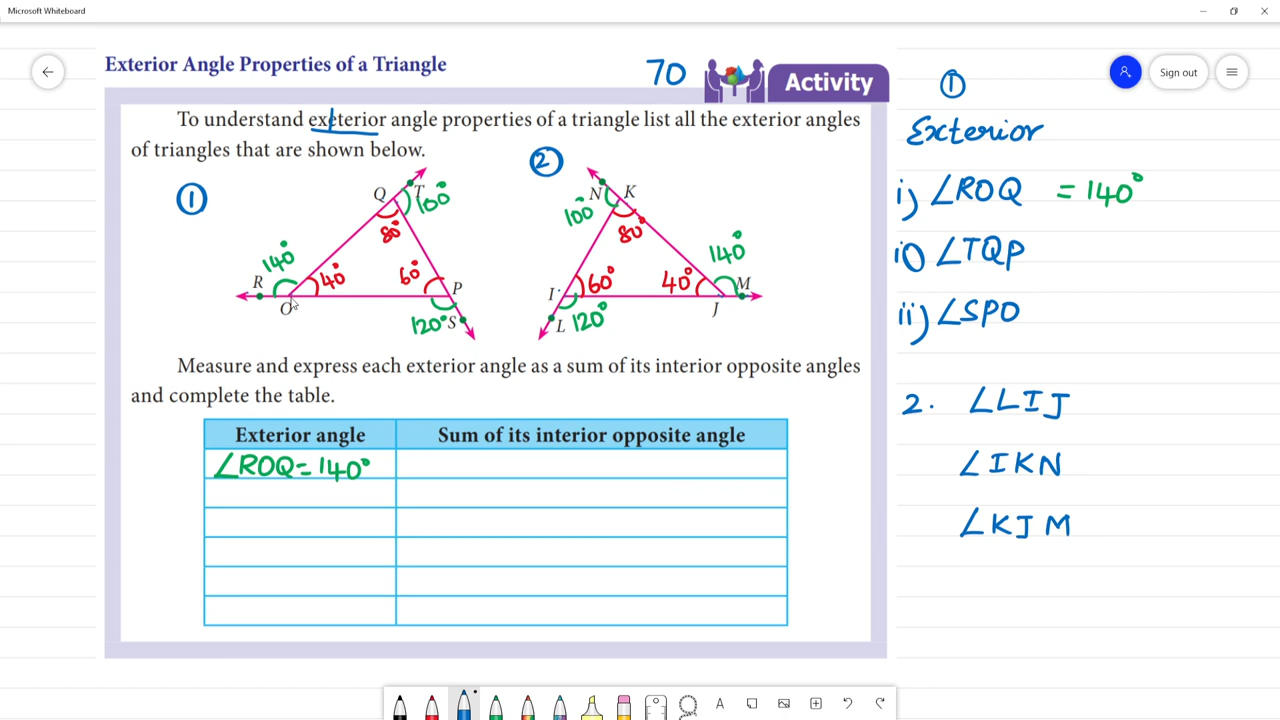 Microsoft Whiteboard
Sign out
Exterior Angle Properties of a Triangle
70
Activity
To understand exeterior angle properties of a triangle list all the exterior angles
of triangles that are shown below.
①
Q
T
100°
80°
140°
R
40°
O
60°
P
120°
S
②
N
K
100°
80°
140°
I
60°
40°
M
L
120°
J
Measure and express each exterior angle as a sum of its interior opposite angles
and complete the table.
Exterior angle
Sum of its interior opposite angle
∠ROQ=140°
①
Exterior
i) ∠ROQ = 140°
ii) ∠TQP
iii) ∠SPO
2. ∠LIJ
∠IKN
∠KJM
A